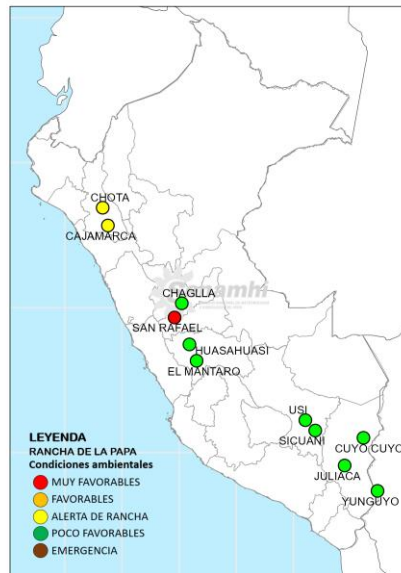 CHOTA
CAJAMARCA
Senamhi
CHAGLLA
SAN RAFAEL
HUASAHUASI
EL MANTARO
USI
SICUANI
CUYO CUYO
JULIACA
YUNGUYO
LEYENDA
RANCHA DE LA PAPA
Condiciones ambientales
MUY FAVORABLES
FAVORABLES
ALERTA DE RANCHA
POCO FAVORABLES
EMERGENCIA